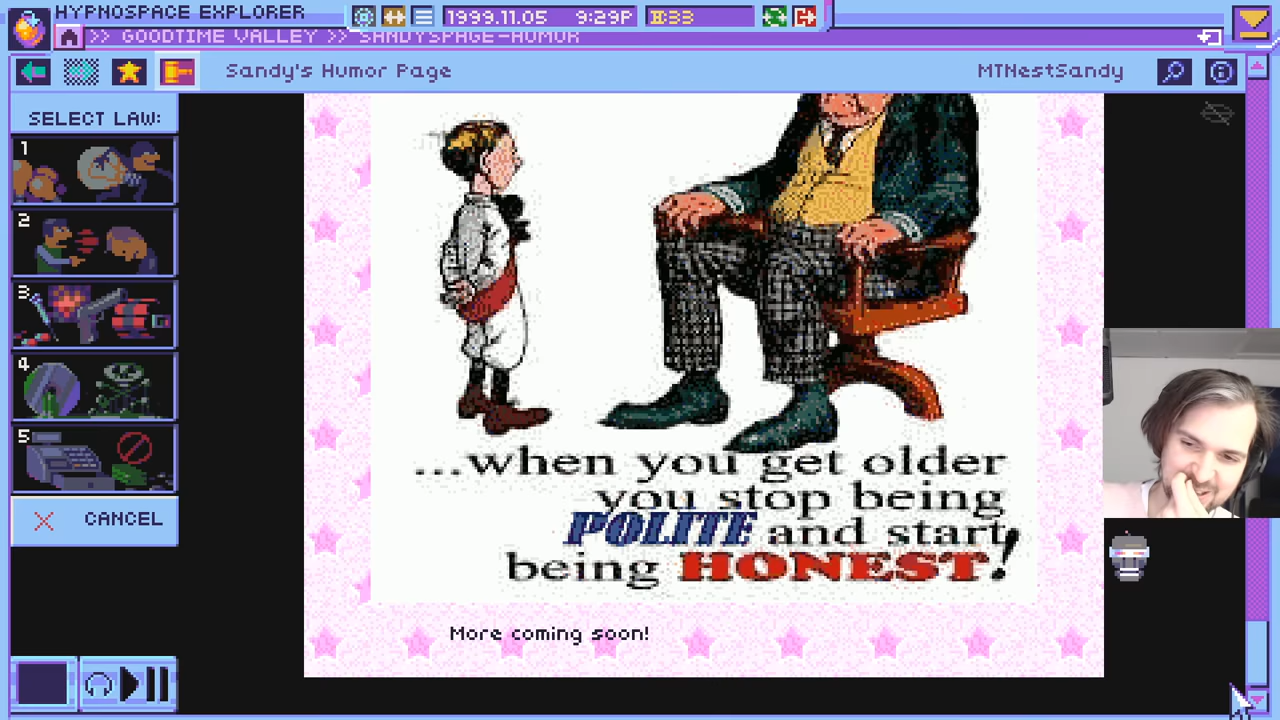 HYPNOSPACE EXPLORER
1999.11.05 9:29P
33
>> GOODTIME VALLEY >> SANDYSPAGE-HUMOR
Sandy's Humor Page
MTNestSandy
SELECT LAW:
1
2
3
4
5
CANCEL
...when you get older
you stop being
POLITE and start
being HONEST!
More coming soon!